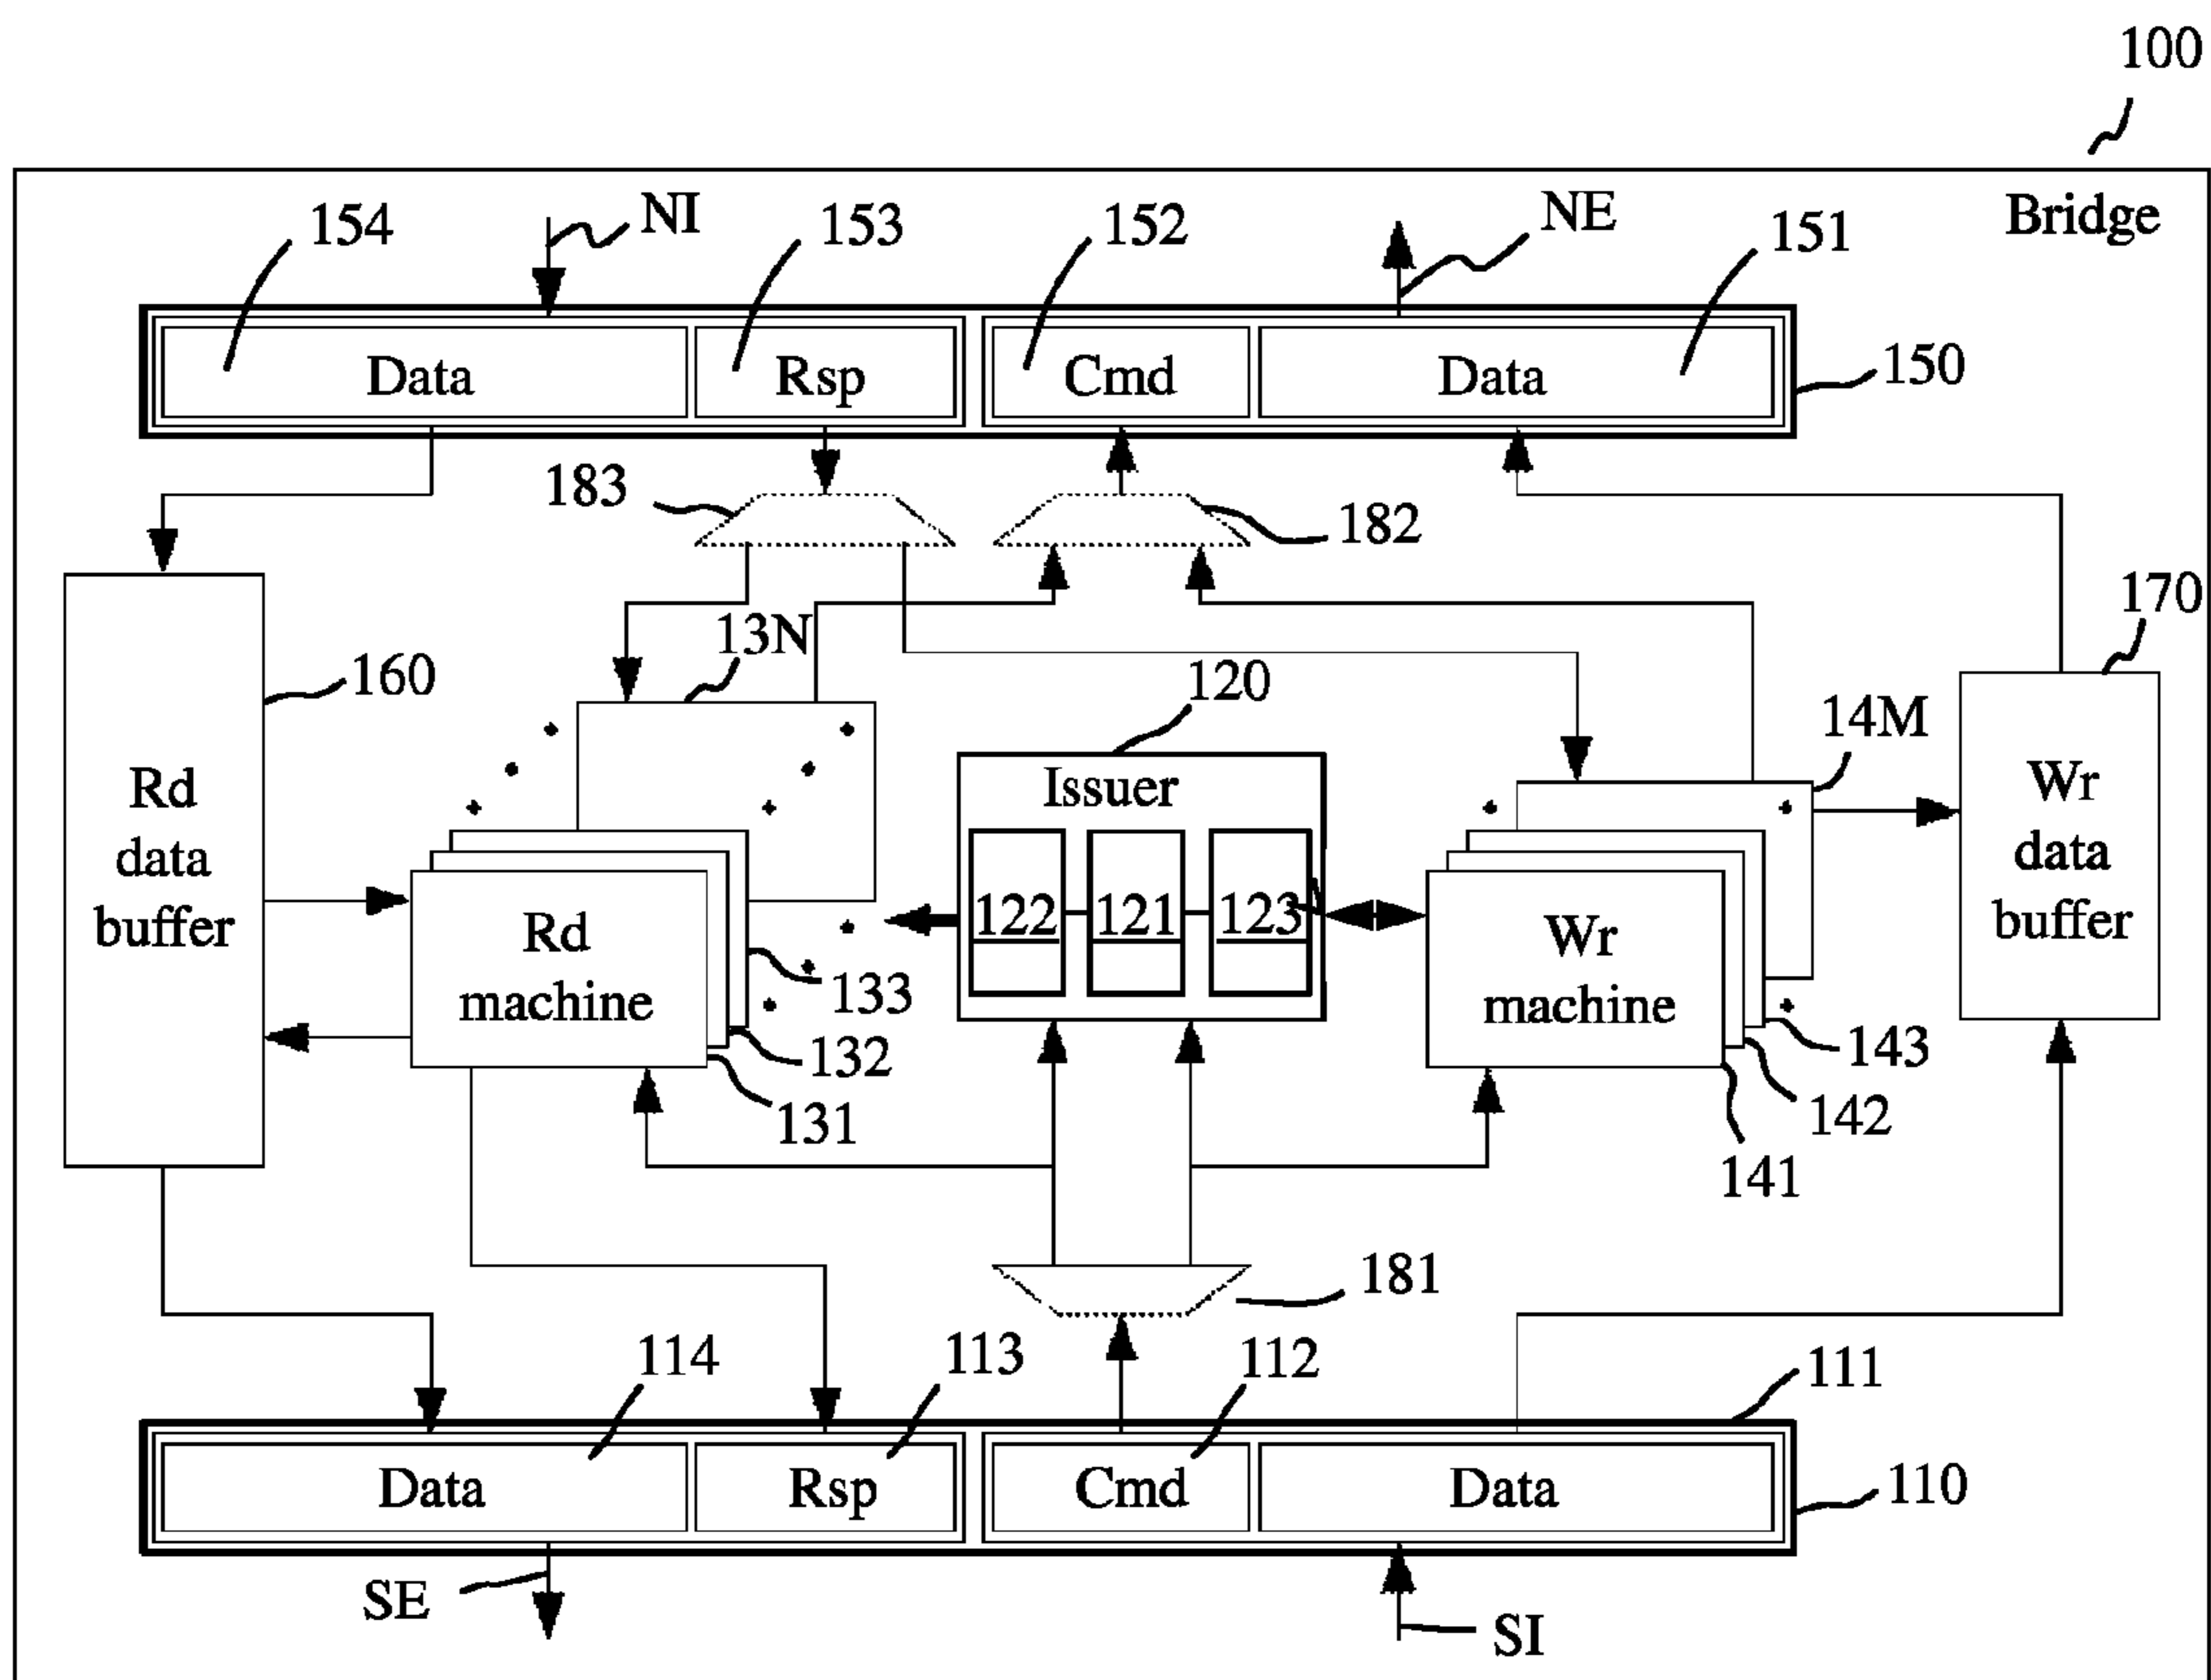 100
Bridge
154
NI
153
152
NE
151
Data
Rsp
Cmd
Data
150
183
182
170
13N
160
120
14M
Rd
data
buffer
Issuer
122
121
123
Wr
data
buffer
Rd
machine
133
132
131
Wr
machine
143
142
141
181
114
113
112
111
Data
Rsp
Cmd
Data
110
SE
SI